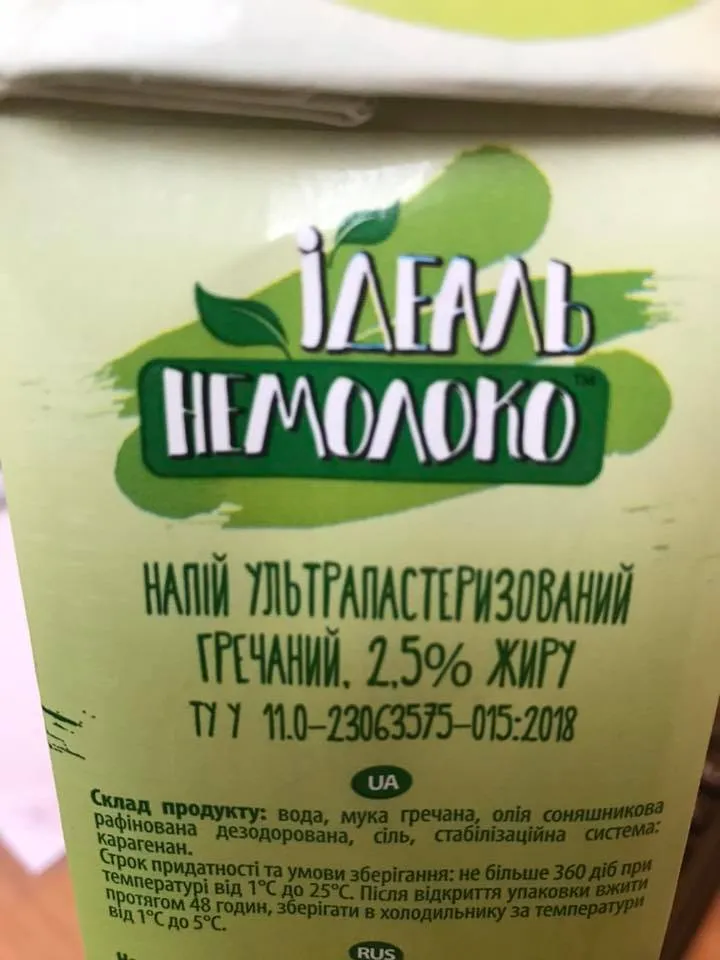 ІДЕАЛЬ
НЕМОЛОКО™
НАПІЙ УЛЬТРАПАСТЕРИЗОВАНИЙ
ГРЕЧАНИЙ. 2,5% ЖИРУ
ТУ У 11.0-23063575-015:2018
UA
Склад продукту: вода, мука гречана, олія соняшникова
рафінована дезодорована, сіль, стабілізаційна система:
карагенан.
Строк придатності та умови зберігання: не більше 360 діб при
температурі від 1°С до 25°С. Після відкриття упаковки вжити
протягом 48 годин, зберігати в холодильнику за температури
від 1°С до 5°С.
RUS